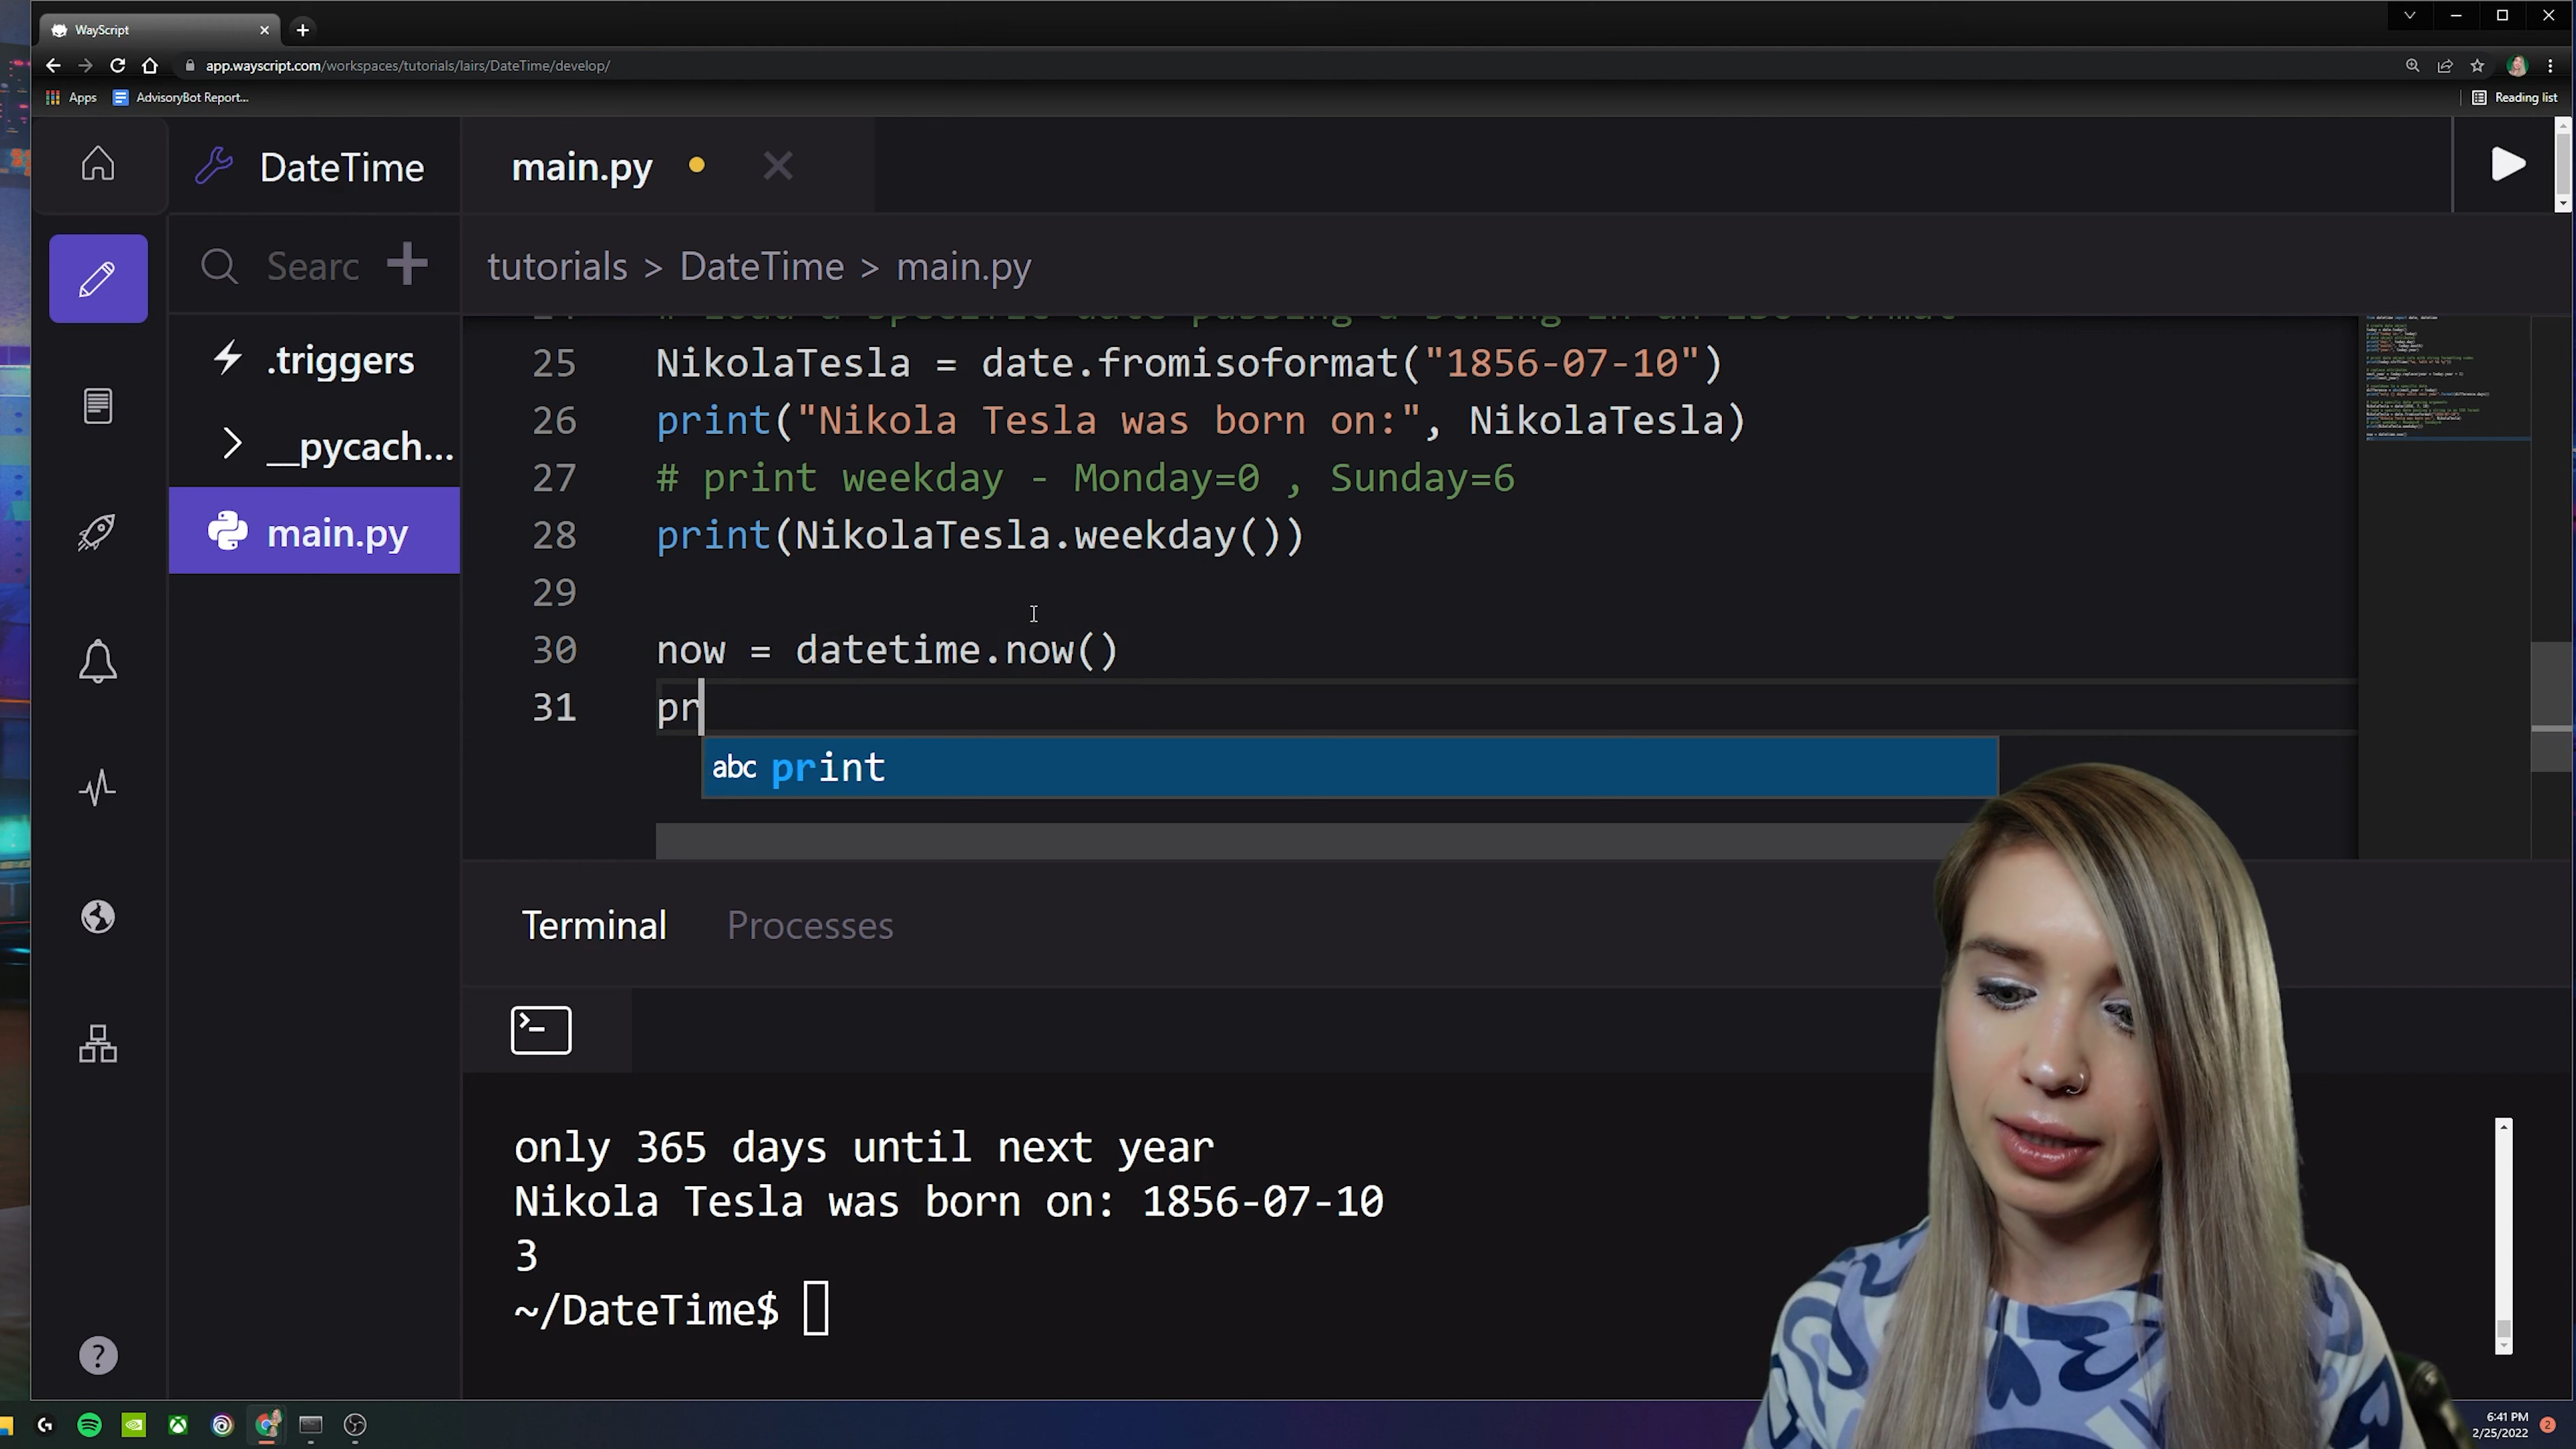 WayScript
app.wayscript.com/workspaces/tutorials/lairs/DateTime/develop/
Apps AdvisoryBot Report... Reading list
DateTime main.py
Searc tutorials > DateTime > main.py
.triggers
__pycach...
main.py
25 NikolaTesla = date.fromisoformat("1856-07-10")
26 print("Nikola Tesla was born on:", NikolaTesla)
27 # print weekday - Monday=0 , Sunday=6
28 print(NikolaTesla.weekday())
29
30 now = datetime.now()
31 pr
abc print
Terminal Processes
only 365 days until next year
Nikola Tesla was born on: 1856-07-10
3
~/DateTime$
?
6:41 PM
2/25/2022
2